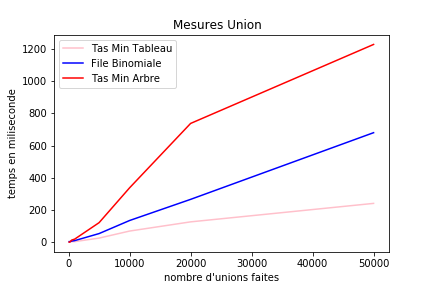 Mesures Union
Tas Min Tableau
File Binomiale
Tas Min Arbre
temps en miliseconde
1200
1000
800
600
400
200
0
0 10000 20000 30000 40000 50000
nombre d'unions faites